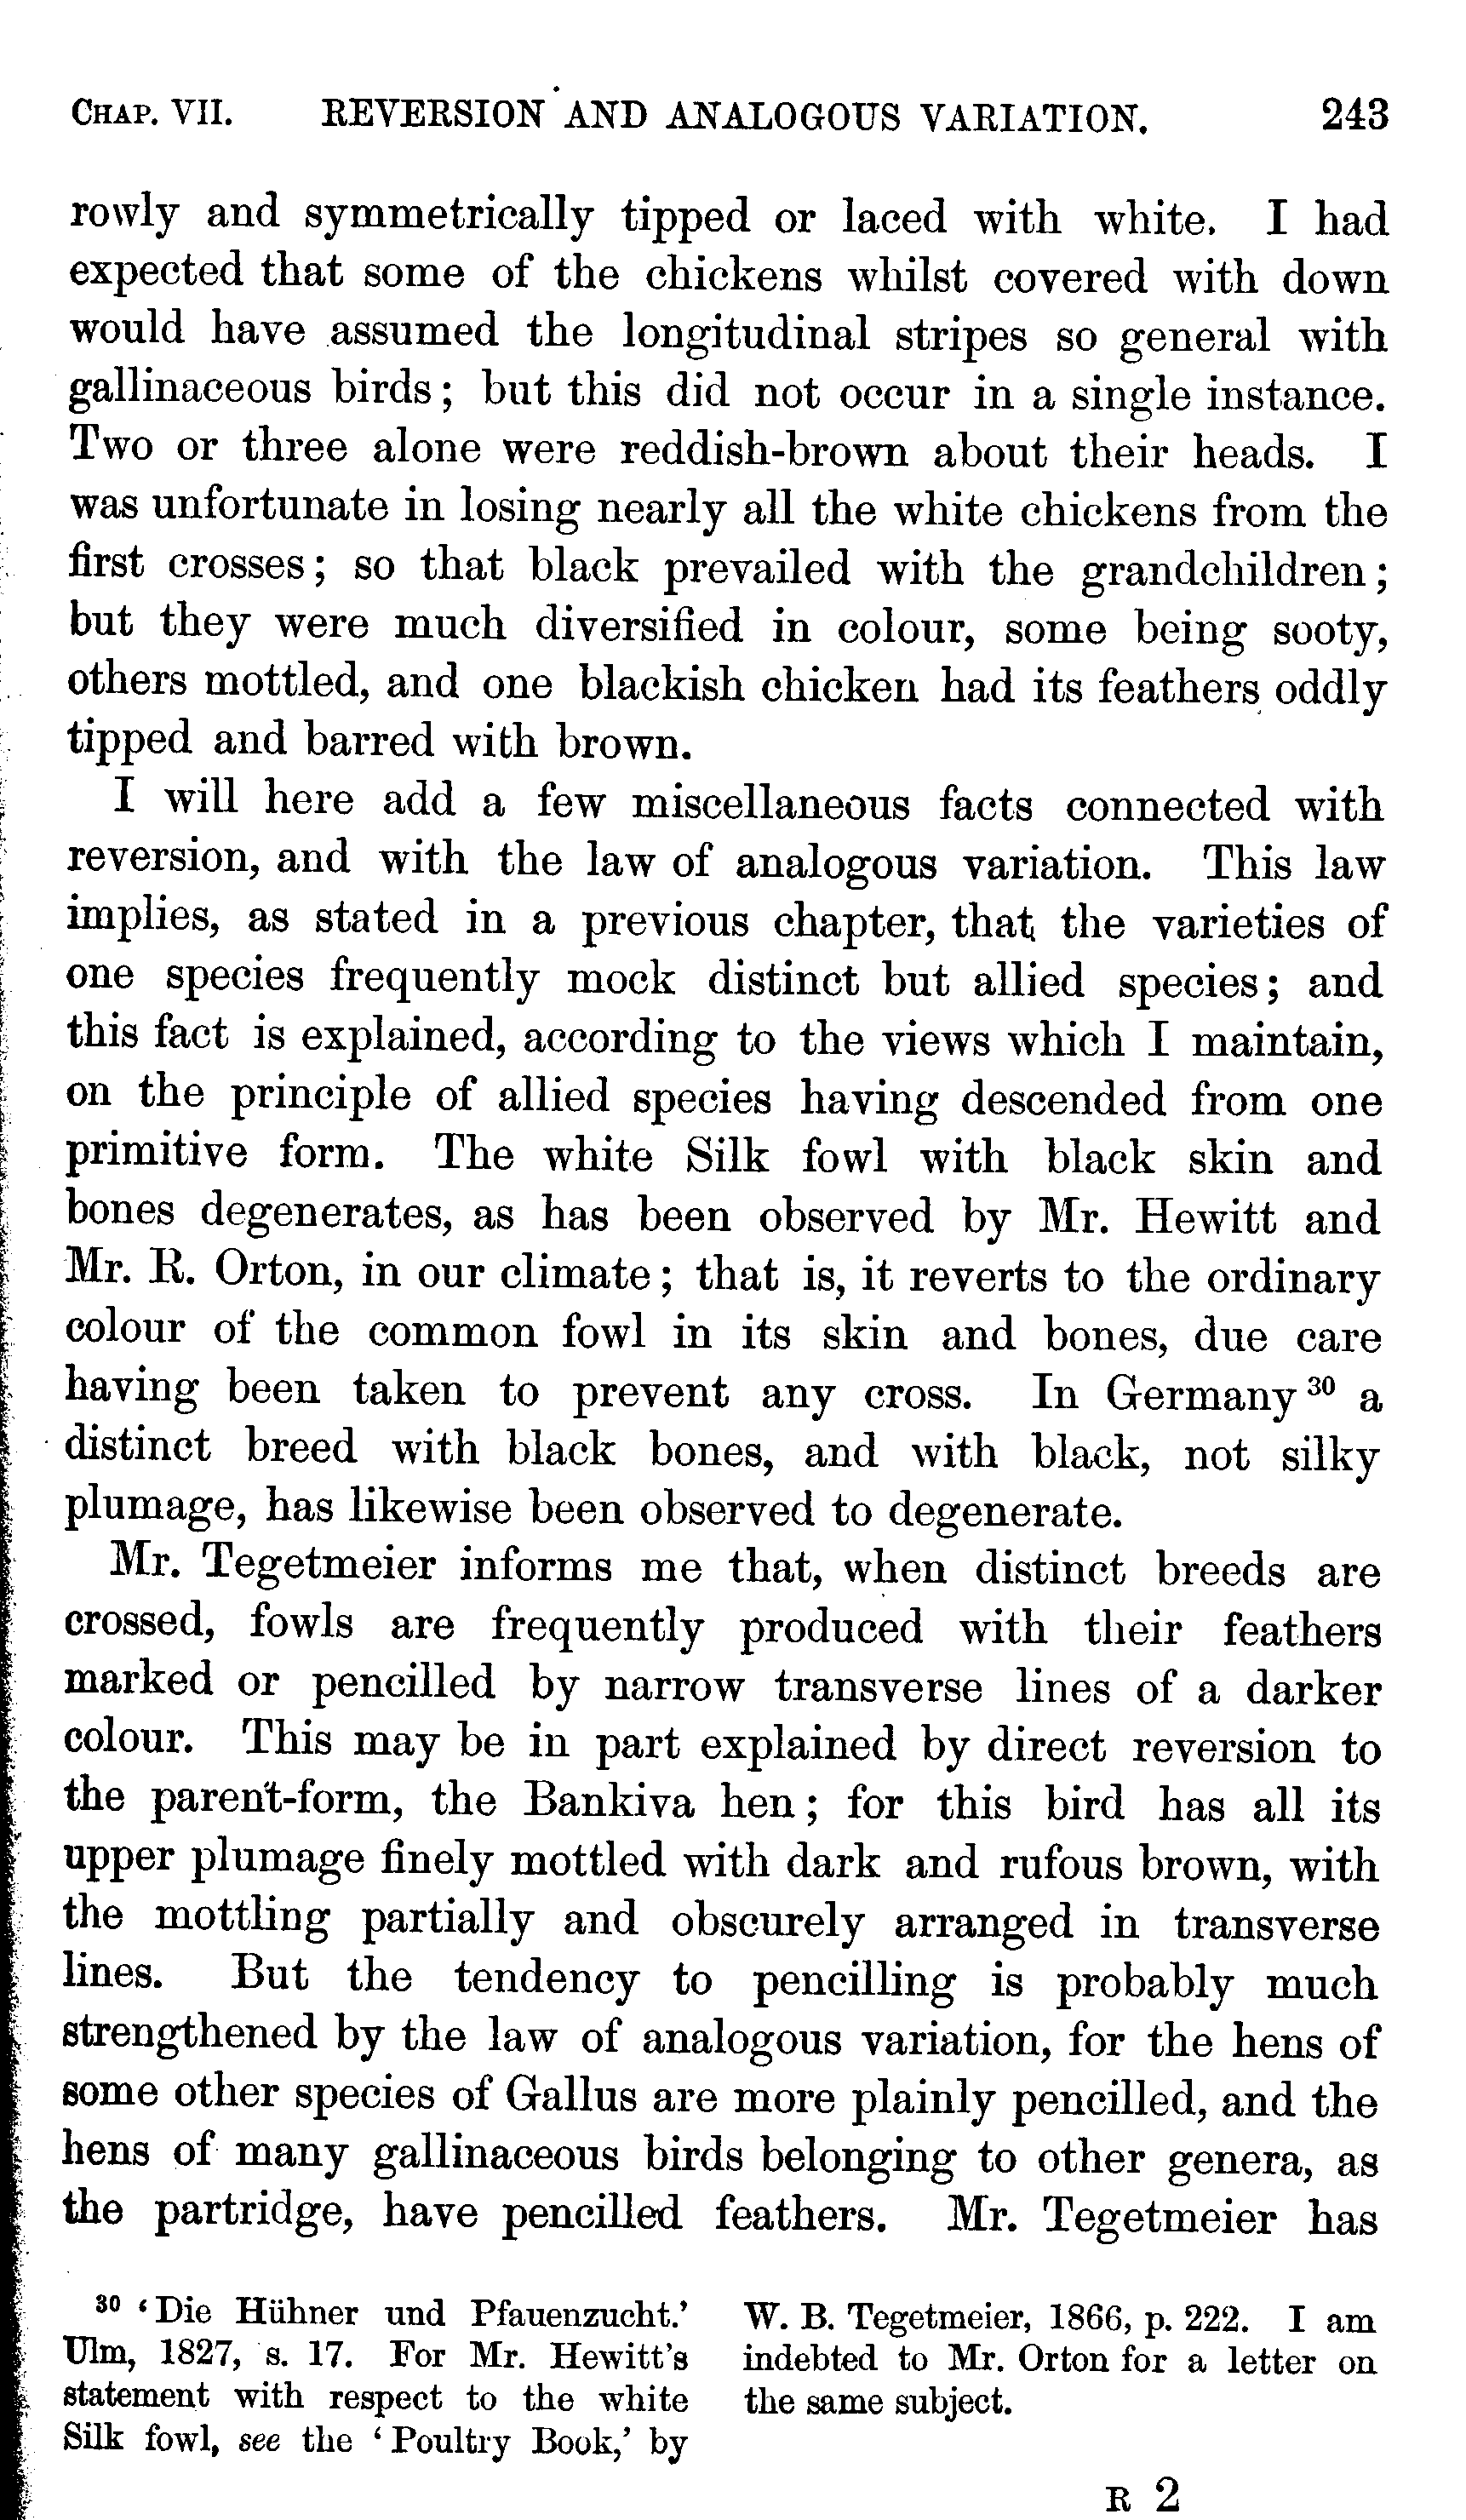 CHAP. VII. REVERSION AND ANALOGOUS VARIATION. 243
rowly and symmetrically tipped or laced with white. I had
expected that some of the chickens whilst covered with down
would have assumed the longitudinal stripes so general with
gallinaceous birds; but this did not occur in a single instance.
Two or three alone were reddish-brown about their heads. I
was unfortunate in losing nearly all the white chickens from the
first crosses; so that black prevailed with the grandchildren;
but they were much diversified in colour, some being sooty,
others mottled, and one blackish chicken had its feathers oddly
tipped and barred with brown.
I will here add a few miscellaneous facts connected with
reversion, and with the law of analogous variation. This law
implies, as stated in a previous chapter, that the varieties of
one species frequently mock distinct but allied species; and
this fact is explained, according to the views which I maintain,
on the principle of allied species having descended from one
primitive form. The white Silk fowl with black skin and
bones degenerates, as has been observed by Mr. Hewitt and
Mr. R. Orton, in our climate; that is, it reverts to the ordinary
colour of the common fowl in its skin and bones, due care
having been taken to prevent any cross. In Germany 30 a
distinct breed with black bones, and with black, not silky
plumage, has likewise been observed to degenerate.
Mr. Tegetmeier informs me that, when distinct breeds are
crossed, fowls are frequently produced with their feathers
marked or pencilled by narrow transverse lines of a darker
colour. This may be in part explained by direct reversion to
the parent-form, the Bankiva hen; for this bird has all its
upper plumage finely mottled with dark and rufous brown, with
the mottling partially and obscurely arranged in transverse
lines. But the tendency to pencilling is probably much
strengthened by the law of analogous variation, for the hens of
some other species of Gallus are more plainly pencilled, and the
hens of many gallinaceous birds belonging to other genera, as
the partridge, have pencilled feathers. Mr. Tegetmeier has
30 'Die Hühner und Pfauenzucht.'
Ulm, 1827, s. 17. For Mr. Hewitt's
statement with respect to the white
Silk fowl, see the 'Poultry Book,' by
W. B. Tegetmeier, 1866, p. 222. I am
indebted to Mr. Orton for a letter on
the same subject.
R 2